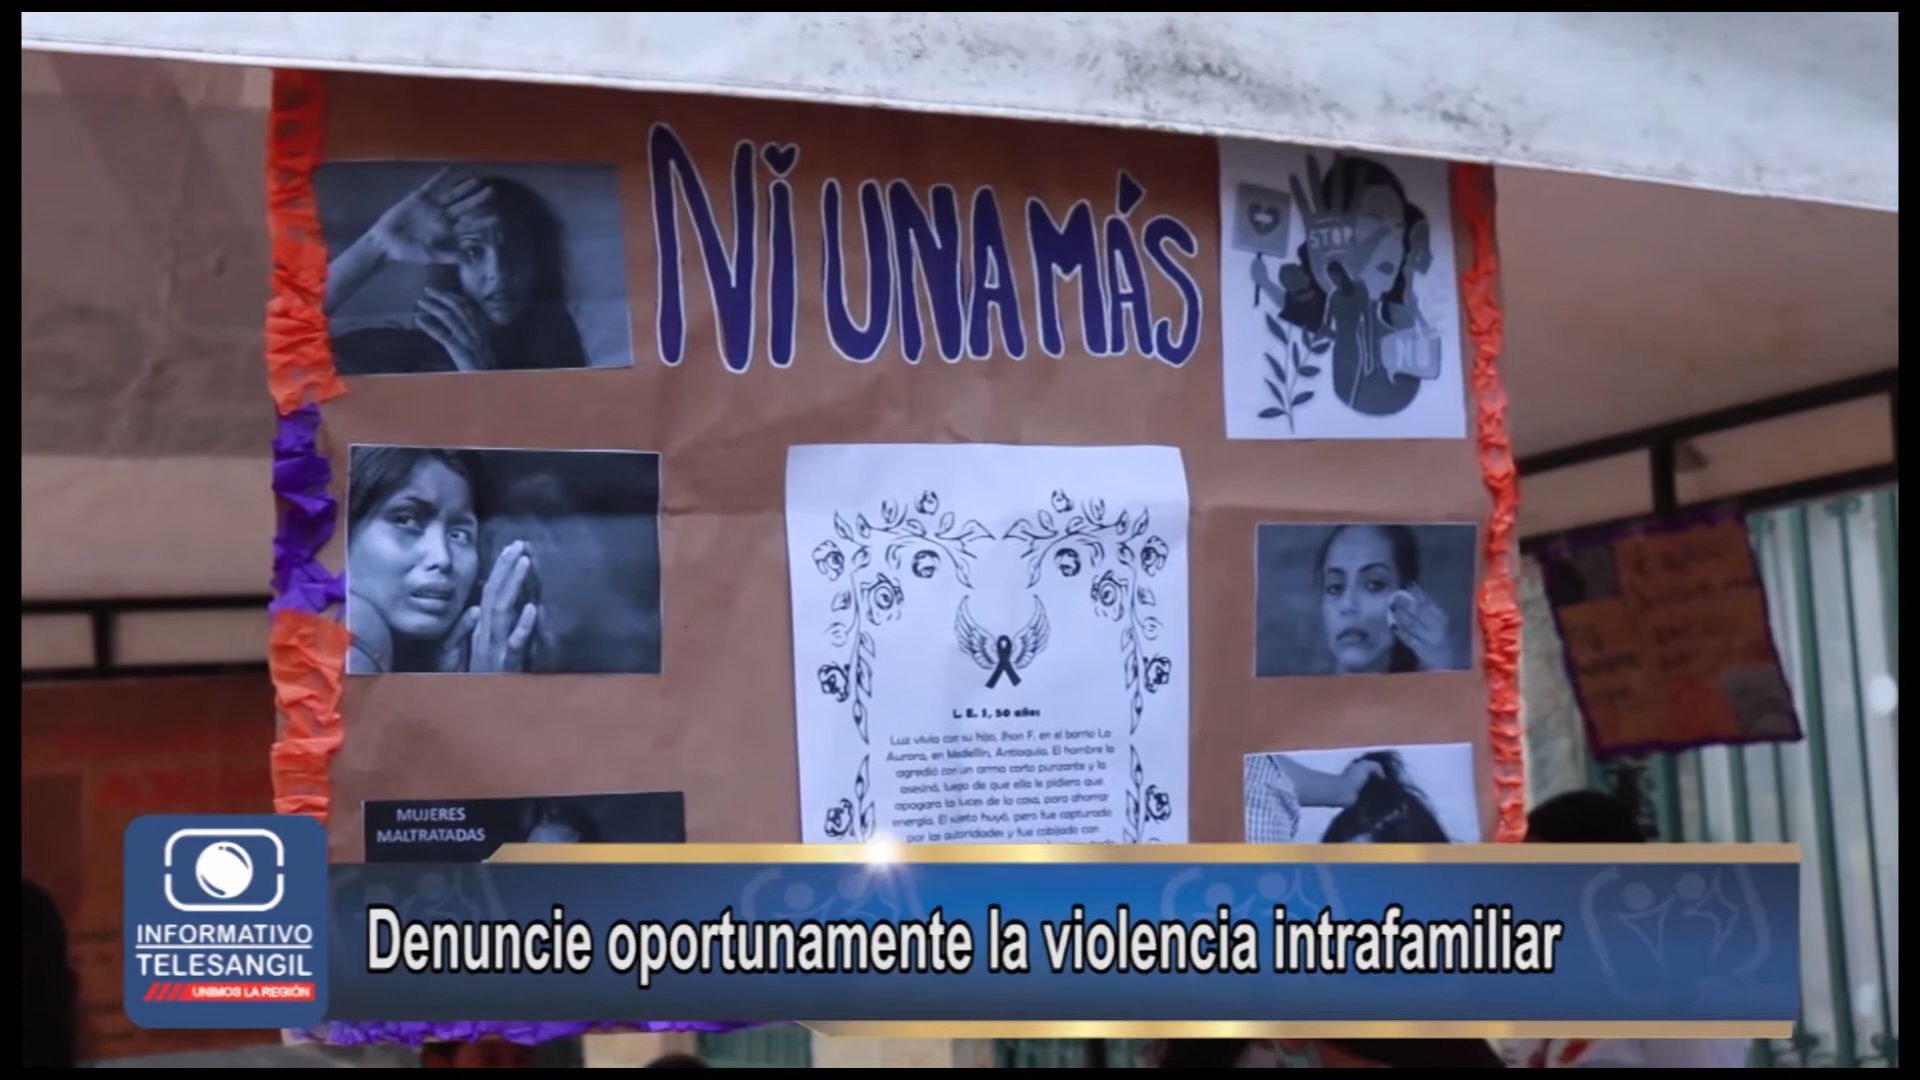 NI UNA MÁS
STOP
NO
L. E. J, 50 años
Luz vivía con su hijo, Jhon F. en el barrio La
Aurora, en Medellín, Antioquia. El hombre la
agredió con un arma corto punzante y la
asesinó, luego de que ella le pidiera que
apagara las luces de la casa, para ahorrar
energía. El sujeto huyó, pero fue capturado
por las autoridades y fue cobijado con
MUJERES
MALTRATADAS
INFORMATIVO
TELESANGIL
UNIMOS LA REGIÓN
Denuncie oportunamente la violencia intrafamiliar